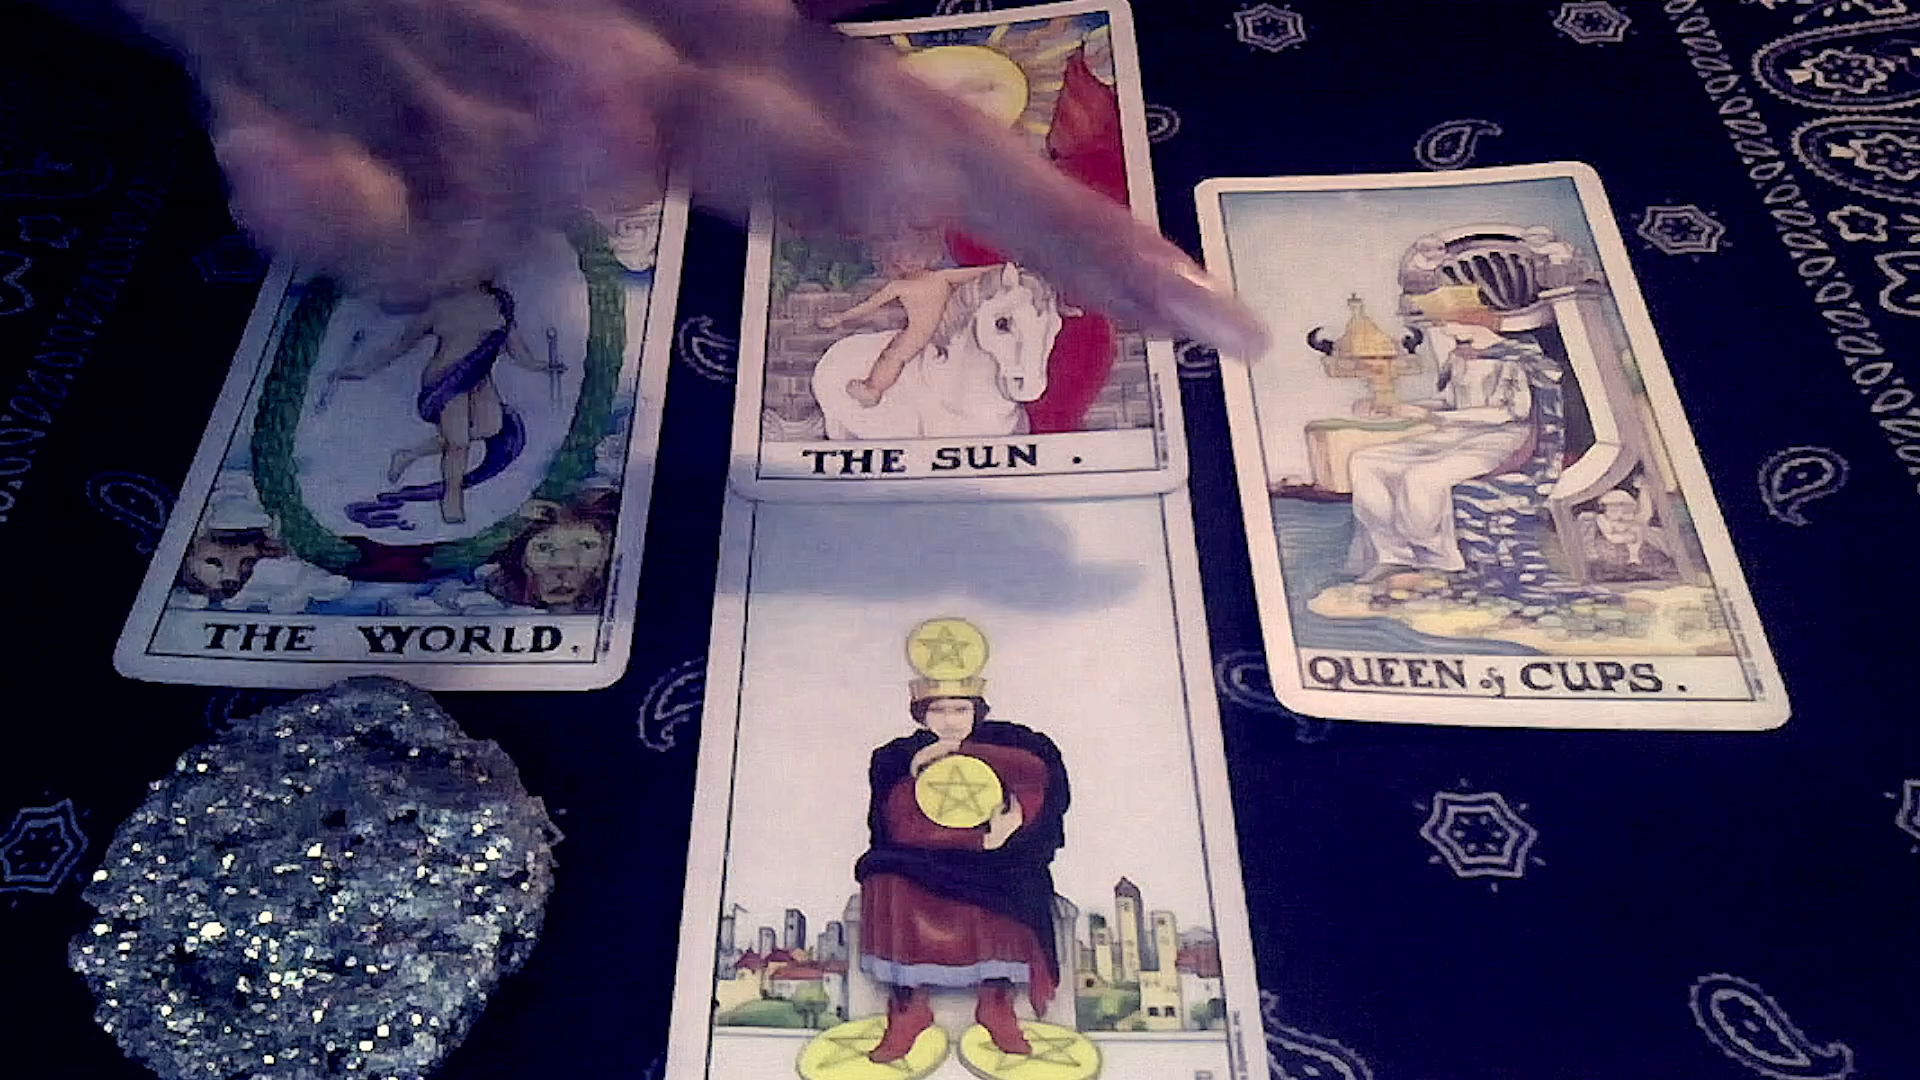 THE SUN .
THE WORLD.
QUEEN of CUPS.